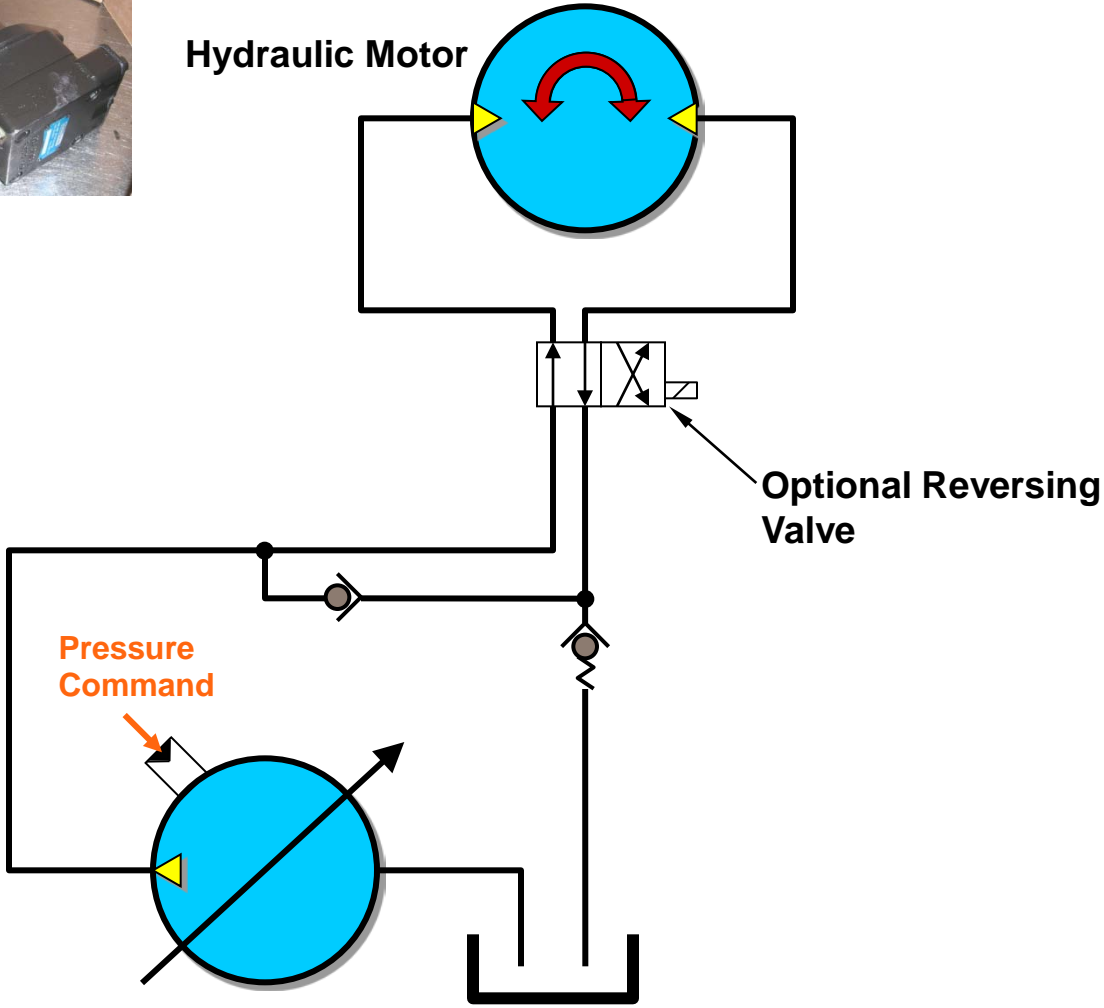 Hydraulic Motor
Optional Reversing
Valve
Pressure
Command